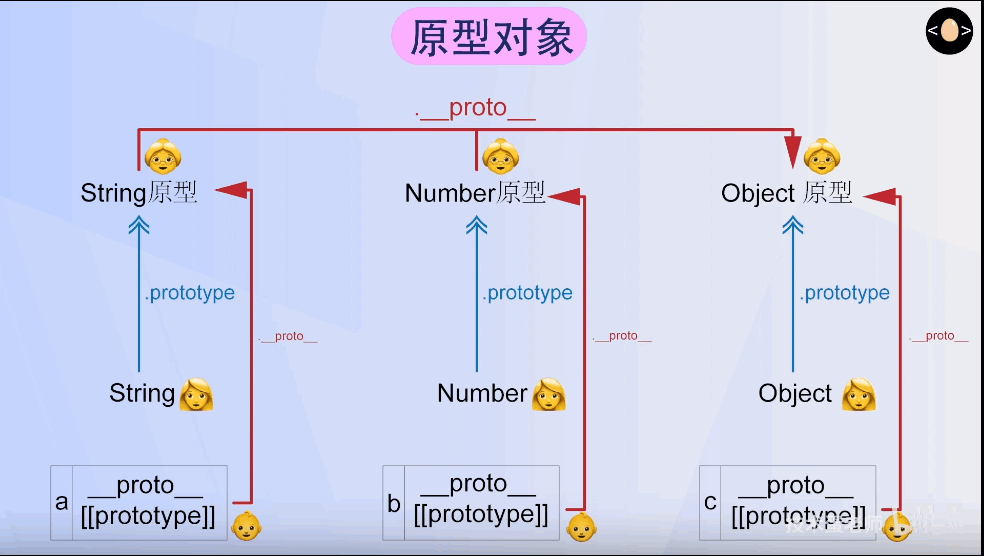 原型对象
<>
.__proto__
String原型
Number原型
Object 原型
.prototype
.prototype
.prototype
.__proto__
.__proto__
.__proto__
String
Number
Object
a
__proto__
[[prototype]]
b
__proto__
[[prototype]]
c
__proto__
[[prototype]]